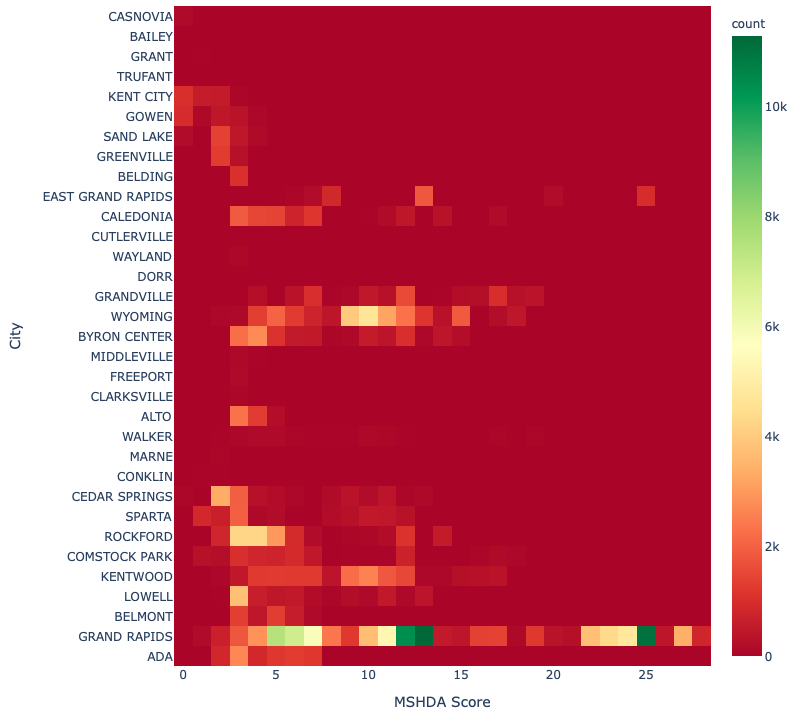 count
CASNOVIA
BAILEY
GRANT
TRUFANT
KENT CITY
GOWEN
SAND LAKE
GREENVILLE
BELDING
EAST GRAND RAPIDS
CALEDONIA
CUTLERVILLE
WAYLAND
DORR
GRANDVILLE
WYOMING
BYRON CENTER
MIDDLEVILLE
FREEPORT
CLARKSVILLE
ALTO
WALKER
MARNE
CONKLIN
CEDAR SPRINGS
SPARTA
ROCKFORD
COMSTOCK PARK
KENTWOOD
LOWELL
BELMONT
GRAND RAPIDS
ADA
City
0 5 10 15 20 25
MSHDA Score
10k
8k
6k
4k
2k
0